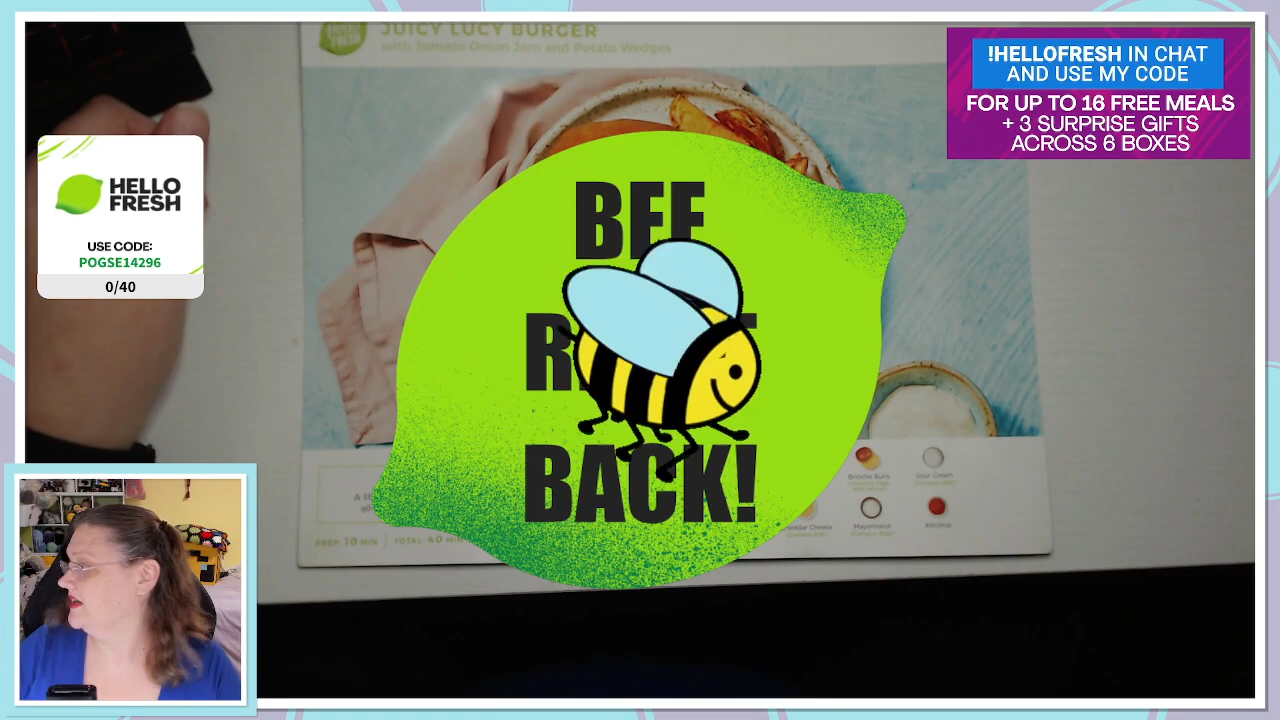 JUICY LUCY BURGER
with Tomato Onion Jam and Potato Wedges
!HELLOFRESH IN CHAT
AND USE MY CODE
FOR UP TO 16 FREE MEALS
+ 3 SURPRISE GIFTS
ACROSS 6 BOXES
HELLO
FRESH
USE CODE:
POGSE14296
0/40
BEE
BACK!
Brioche Buns
Sour Cream
Cheddar Cheese
Mayonnaise
Ketchup
PREP: 10 MIN | TOTAL: 40 MIN